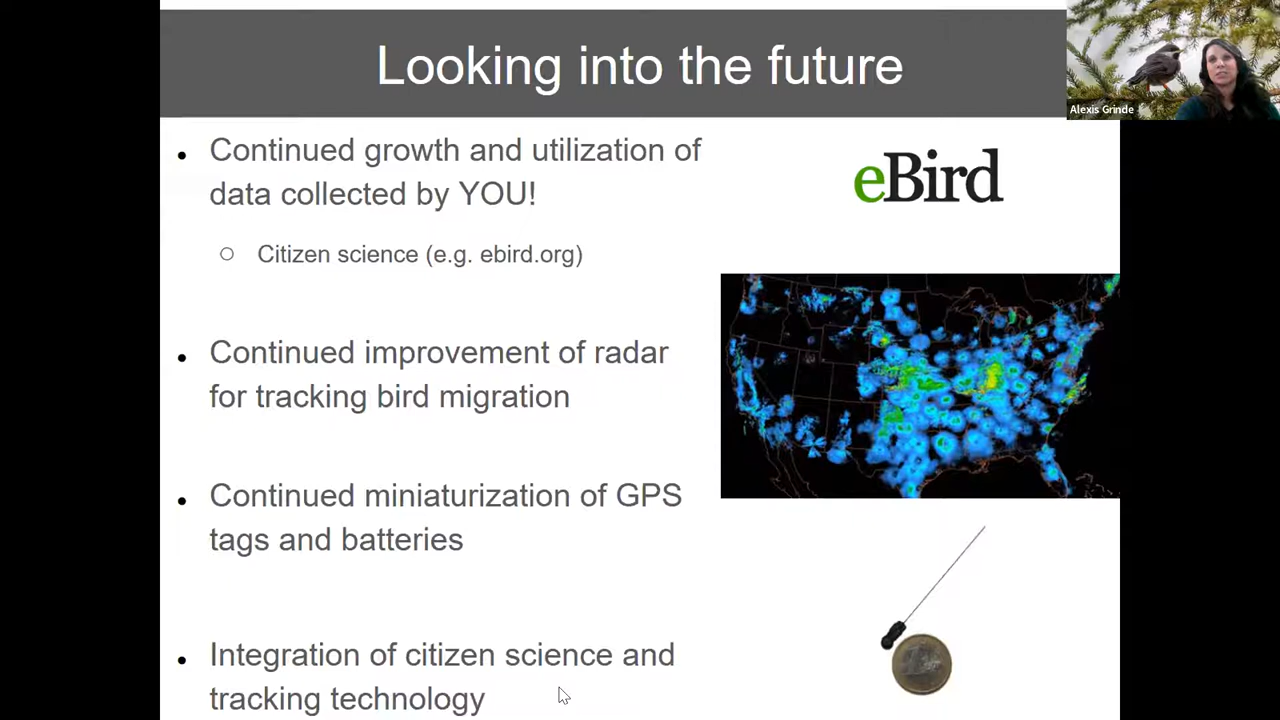 Looking into the future
Alexis Grinde
Continued growth and utilization of
data collected by YOU!
Citizen science (e.g. ebird.org)
eBird
Continued improvement of radar
for tracking bird migration
Continued miniaturization of GPS
tags and batteries
Integration of citizen science and
tracking technology